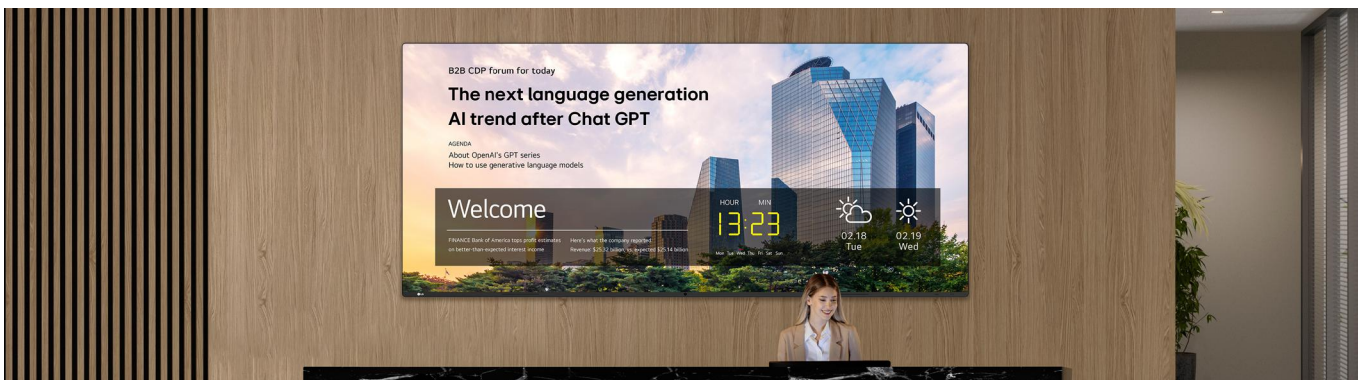 B2B CDP forum for today
The next language generation
AI trend after Chat GPT
AGENDA
About OpenAI's GPT series
How to use generative language models
Welcome
FINANCE Bank of America tops profit estimates
on better-than-expected interest income
Here's what the company reported:
Revenue: $25.32 billion, vs. expected $25.14 billion
HOUR MIN
13:23
Mon Tue Wed Thu Fri Sat Sun
02.18
Tue
02.19
Wed